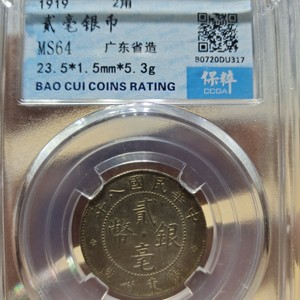 1919 2角
贰毫银币
MS64 广东省造
23.5*1.5mm*5.3g
BAO CUI COINS RATING
B0720DU317
保粹
CCGA
中華民國八年
貳毫銀幣